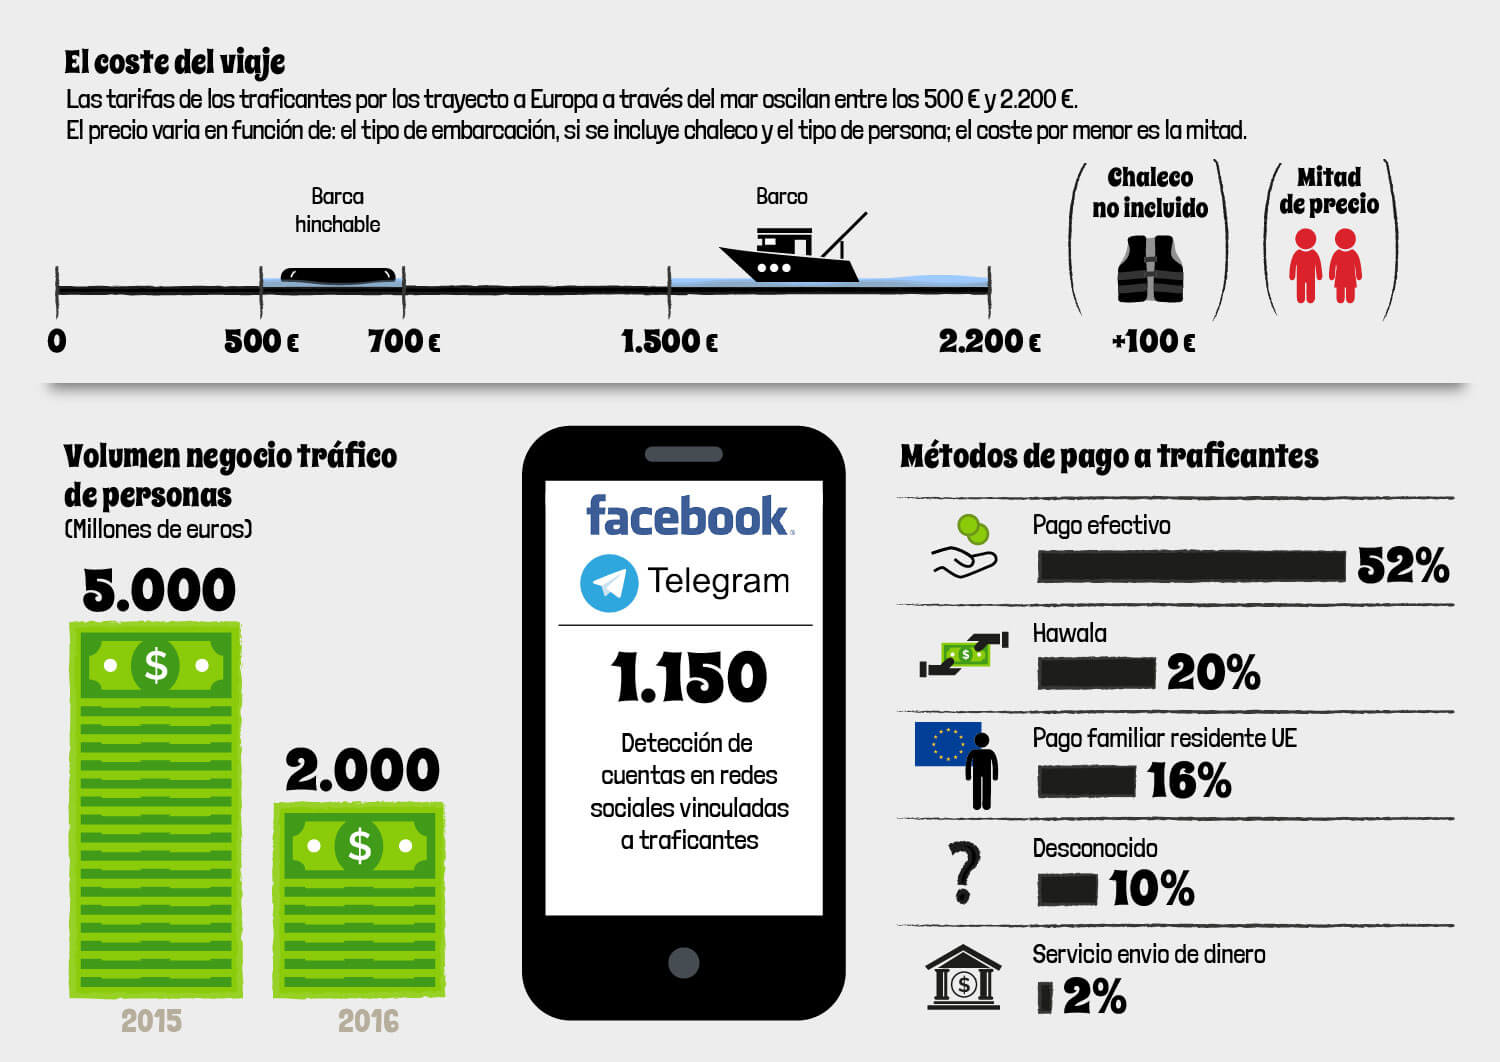 El coste del viaje
Las tarifas de los traficantes por los trayecto a Europa a través del mar oscilan entre los 500 € y 2.200 €.
El precio varia en función de: el tipo de embarcación, si se incluye chaleco y el tipo de persona; el coste por menor es la mitad.
Barca
hinchable
Barco
Chaleco
no incluido
Mitad
de precio
0
500 €
700 €
1.500 €
2.200 €
+100 €
Volumen negocio tráfico
de personas
(Millones de euros)
5.000
$
2.000
$
2015
2016
facebook
Telegram
1.150
Detección de
cuentas en redes
sociales vinculadas
a traficantes
Métodos de pago a traficantes
Pago efectivo
52%
Hawala
$
20%
Pago familiar residente UE
16%
?
Desconocido
10%
Servicio envio de dinero
$
2%